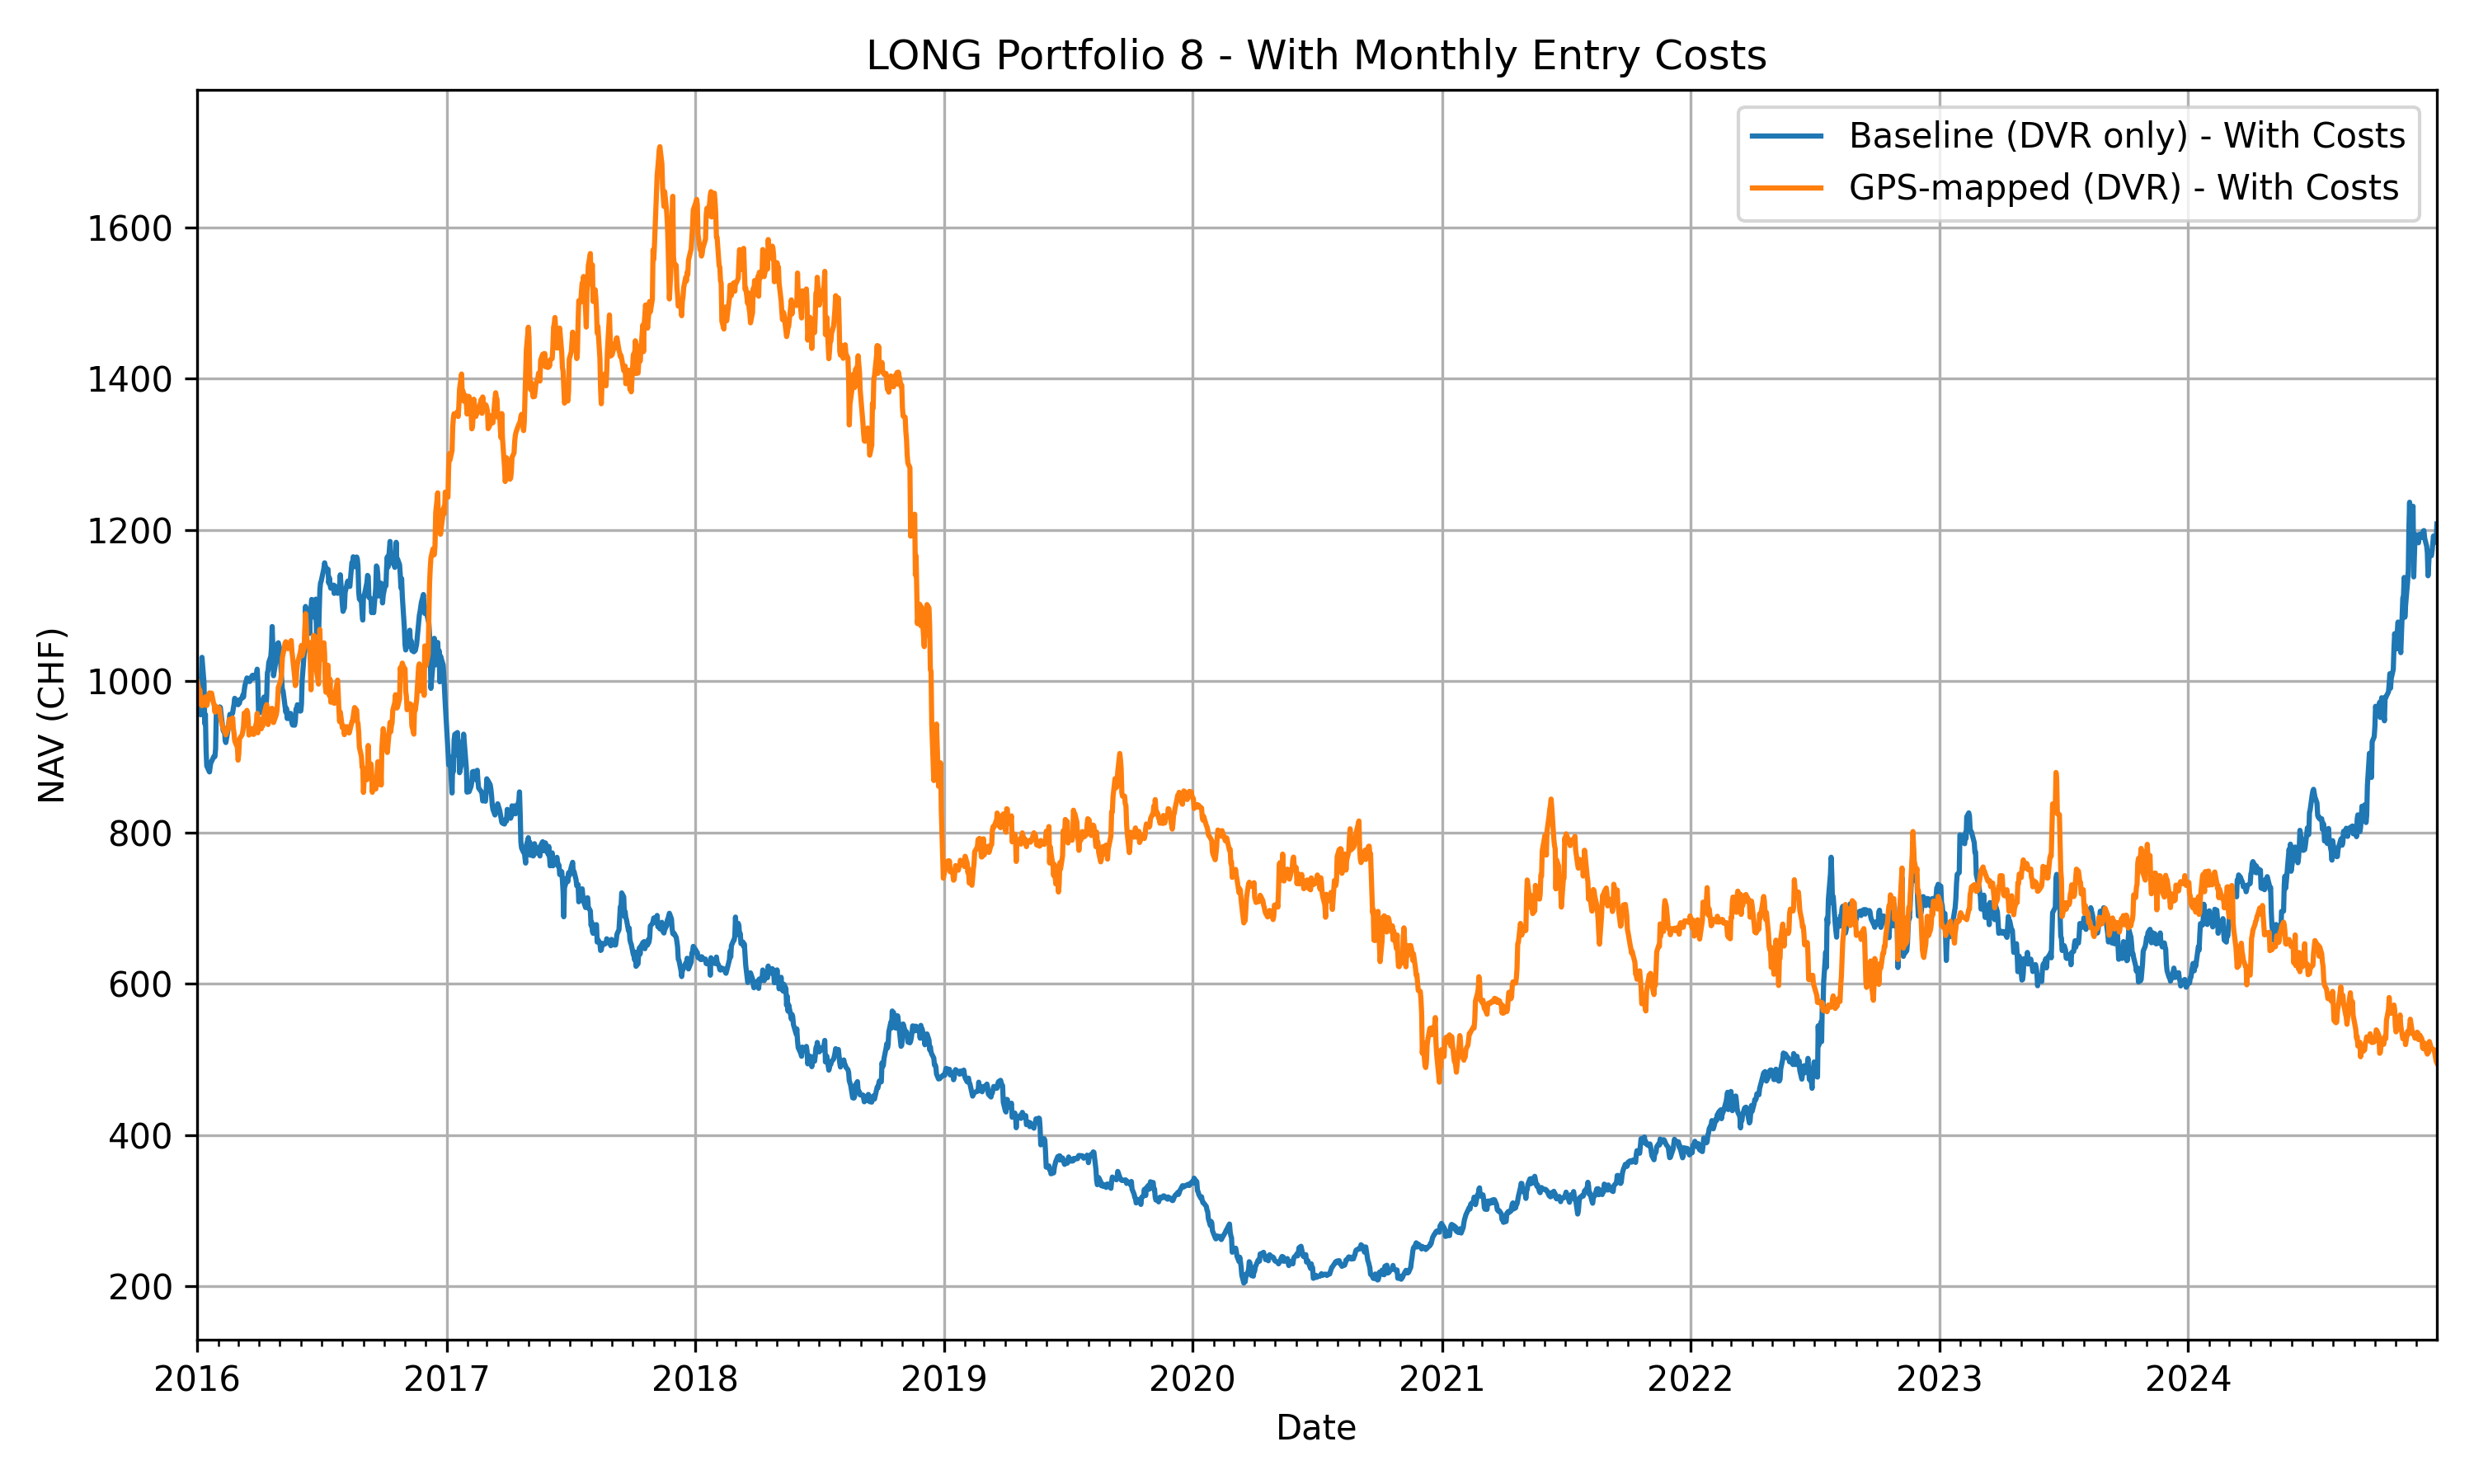 LONG Portfolio 8 - With Monthly Entry Costs
Baseline (DVR only) - With Costs
GPS-mapped (DVR) - With Costs
NAV (CHF)
1600
1400
1200
1000
800
600
400
200
2016 2017 2018 2019 2020 2021 2022 2023 2024
Date